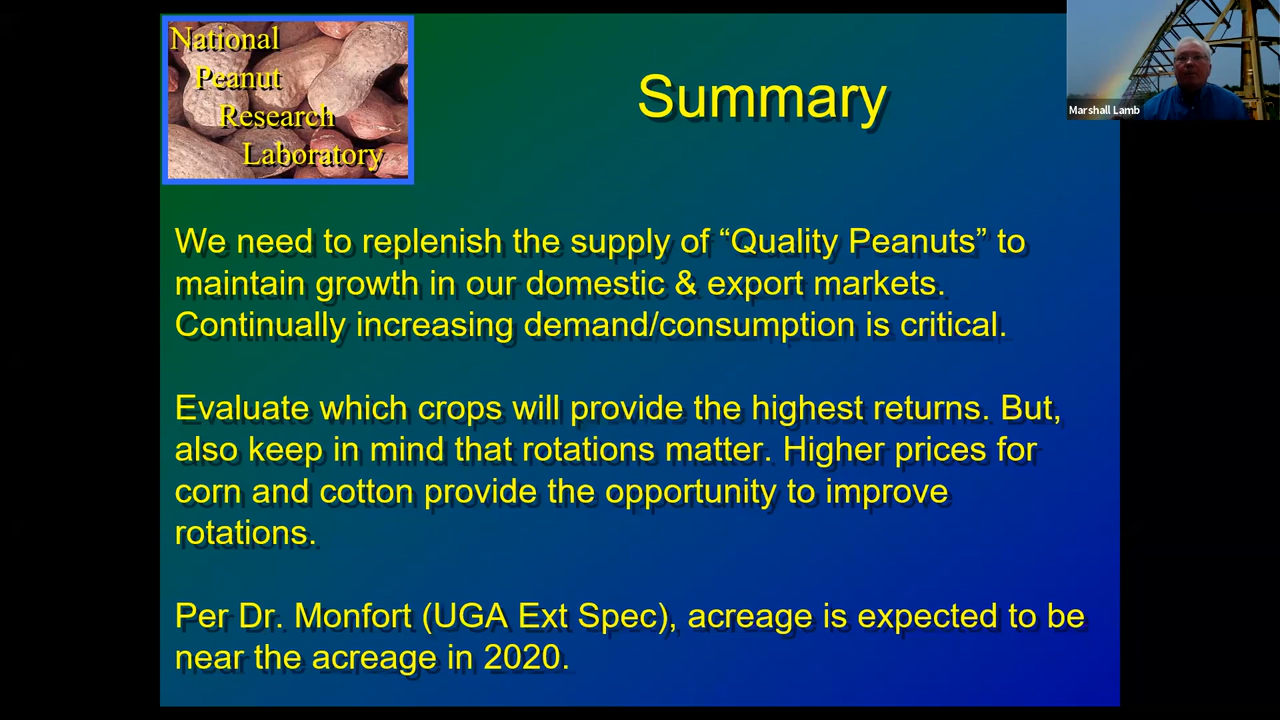 National
Peanut
Research
Laboratory
Summary
Marshall Lamb
We need to replenish the supply of “Quality Peanuts” to
maintain growth in our domestic & export markets.
Continually increasing demand/consumption is critical.
Evaluate which crops will provide the highest returns. But,
also keep in mind that rotations matter. Higher prices for
corn and cotton provide the opportunity to improve
rotations.
Per Dr. Monfort (UGA Ext Spec), acreage is expected to be
near the acreage in 2020.